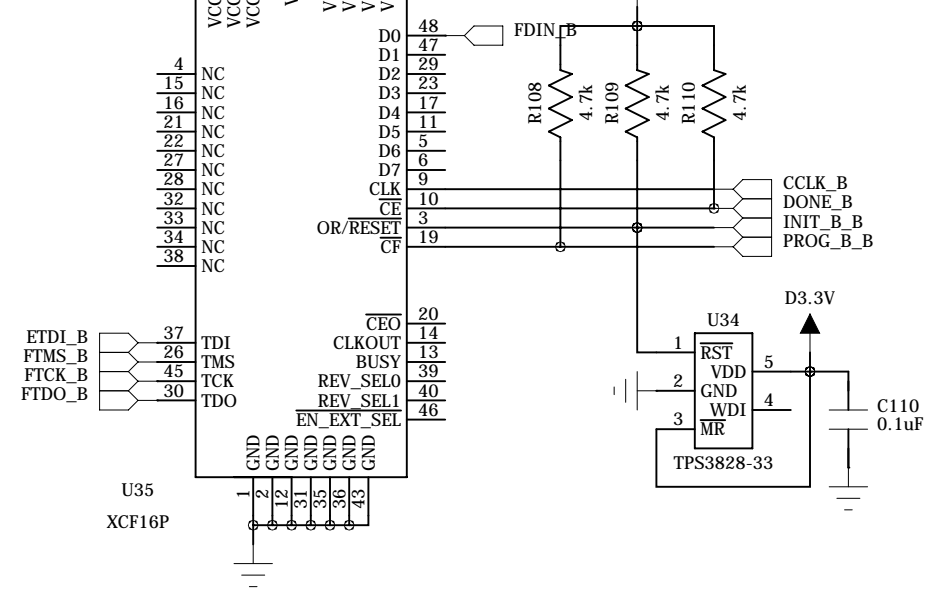 VCC
VCC
VCC
V
V
V
V
V
D0 48 FDIN_B
D1 47
4 NC D2 29
15 NC D3 23
16 NC D4 17
21 NC D5 11
22 NC D6 5
27 NC D7 6
28 NC CLK 9 CCLK_B
32 NC CE 10 DONE_B
33 NC OR/RESET 3 INIT_B_B
34 NC CF 19 PROG_B_B
38 NC
R108 4.7k R109 4.7k R110 4.7k
CEO 20
ETDI_B 37 TDI CLKOUT 14
FTMS_B 26 TMS BUSY 13
FTCK_B 45 TCK REV_SEL0 39
FTDO_B 30 TDO REV_SEL1 40
EN_EXT_SEL 46
GND GND GND GND GND GND GND
1 2 12 31 35 36 43
U35
XCF16P
D3.3V
U34
1 RST
VDD 5
2 GND
WDI 4
3 MR
TPS3828-33
C110
0.1uF